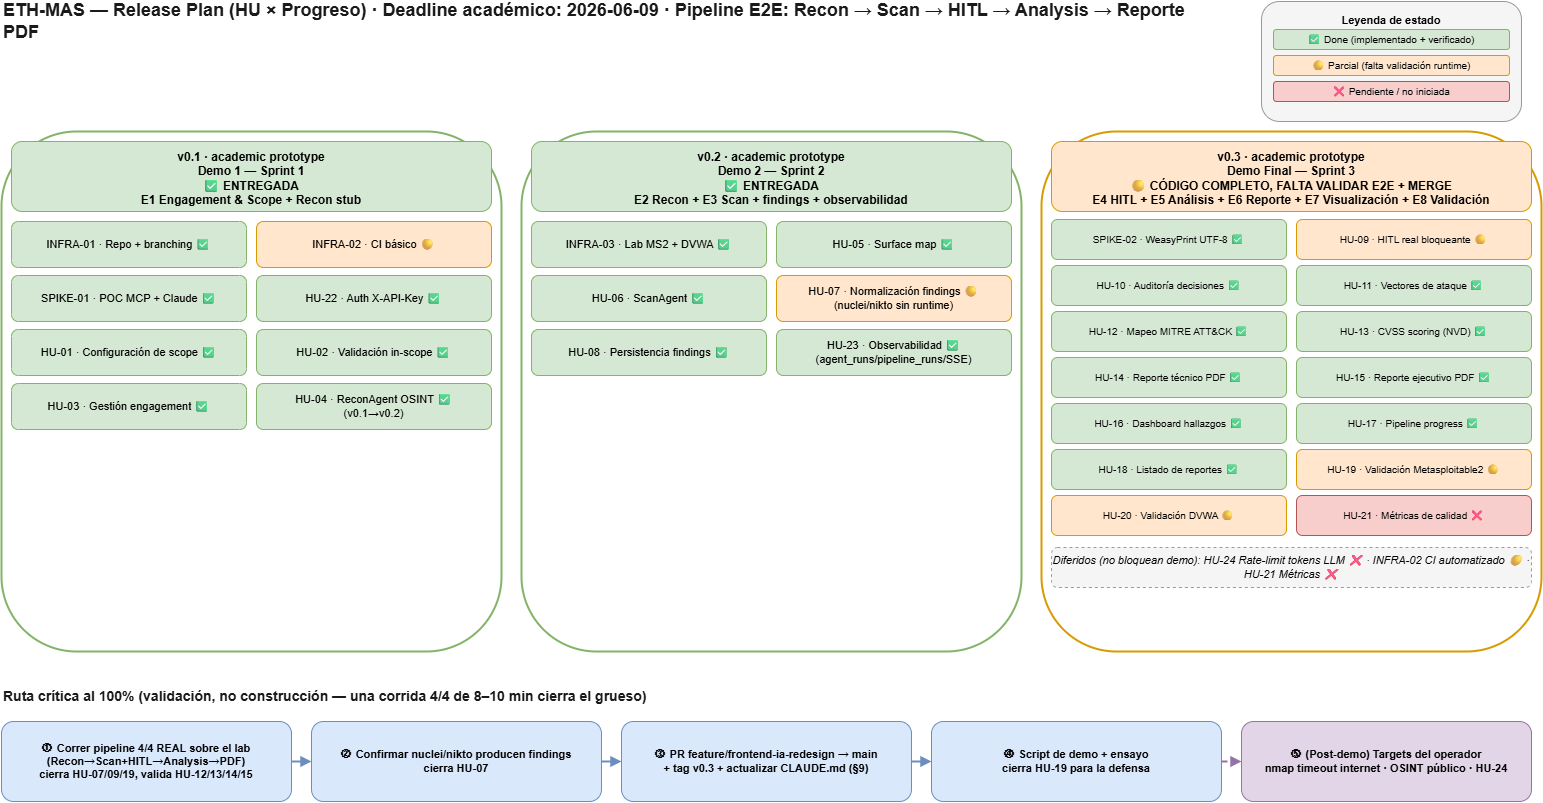 ETH-MAS — Release Plan (HU × Progreso) · Deadline académico: 2026-06-09 · Pipeline E2E: Recon → Scan → HITL → Analysis → Reporte
PDF
Leyenda de estado
✅ Done (implementado + verificado)
🟡 Parcial (falta validación runtime)
❌ Pendiente / no iniciada
v0.1 · academic prototype
Demo 1 — Sprint 1
✅ ENTREGADA
E1 Engagement & Scope + Recon stub
INFRA-01 · Repo + branching ✅
INFRA-02 · CI básico 🟡
SPIKE-01 · POC MCP + Claude ✅
HU-22 · Auth X-API-Key ✅
HU-01 · Configuración de scope ✅
HU-02 · Validación in-scope ✅
HU-03 · Gestión engagement ✅
HU-04 · ReconAgent OSINT ✅
(v0.1→v0.2)
v0.2 · academic prototype
Demo 2 — Sprint 2
✅ ENTREGADA
E2 Recon + E3 Scan + findings + observabilidad
INFRA-03 · Lab MS2 + DVWA ✅
HU-05 · Surface map ✅
HU-06 · ScanAgent ✅
HU-07 · Normalización findings 🟡
(nuclei/nikto sin runtime)
HU-08 · Persistencia findings ✅
HU-23 · Observabilidad ✅
(agent_runs/pipeline_runs/SSE)
v0.3 · academic prototype
Demo Final — Sprint 3
🟡 CÓDIGO COMPLETO, FALTA VALIDAR E2E + MERGE
E4 HITL + E5 Análisis + E6 Reporte + E7 Visualización + E8 Validación
SPIKE-02 · WeasyPrint UTF-8 ✅
HU-09 · HITL real bloqueante 🟡
HU-10 · Auditoría decisiones ✅
HU-11 · Vectores de ataque ✅
HU-12 · Mapeo MITRE ATT&CK ✅
HU-13 · CVSS scoring (NVD) ✅
HU-14 · Reporte técnico PDF ✅
HU-15 · Reporte ejecutivo PDF ✅
HU-16 · Dashboard hallazgos ✅
HU-17 · Pipeline progress ✅
HU-18 · Listado de reportes ✅
HU-19 · Validación Metasploitable2 🟡
HU-20 · Validación DVWA 🟡
HU-21 · Métricas de calidad ❌
Diferidos (no bloquean demo): HU-24 Rate-limit tokens LLM ❌ · INFRA-02 CI automatizado 🟡 ·
HU-21 Métricas ❌
Ruta crítica al 100% (validación, no construcción — una corrida 4/4 de 8–10 min cierra el grueso)
① Correr pipeline 4/4 REAL sobre el lab
(Recon→Scan+HITL→Analysis→PDF)
cierra HU-07/09/19, valida HU-12/13/14/15
② Confirmar nuclei/nikto producen findings
cierra HU-07
③ PR feature/frontend-ia-redesign → main
+ tag v0.3 + actualizar CLAUDE.md (§9)
④ Script de demo + ensayo
cierra HU-19 para la defensa
⑤ (Post-demo) Targets del operador
nmap timeout internet · OSINT público · HU-24